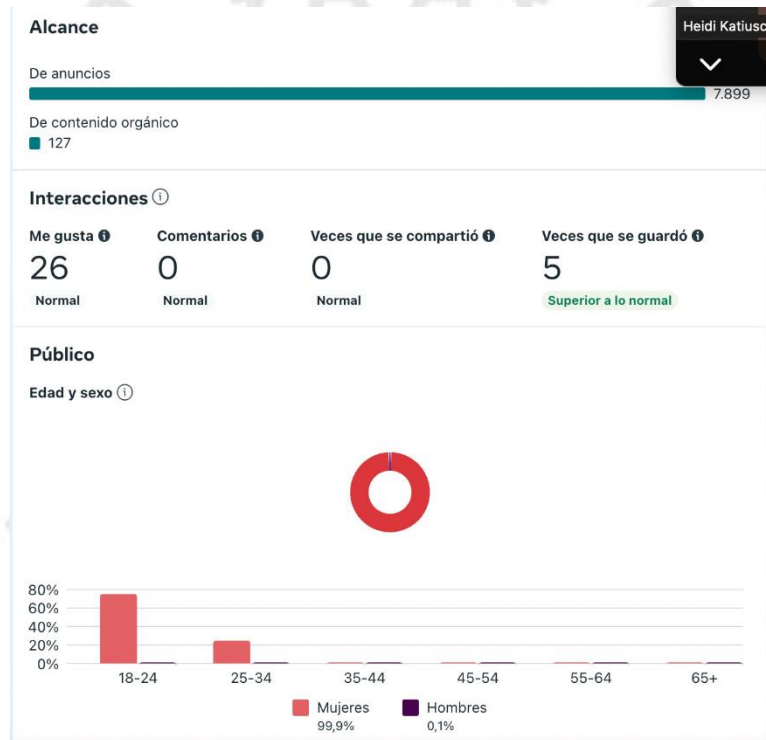 Alcance
Heidi Katiusc
De anuncios
7.899
De contenido orgánico
127
Interacciones
Me gusta Comentarios Veces que se compartió Veces que se guardó
26 0 0 5
Normal Normal Normal Superior a lo normal
Público
Edad y sexo
80%
60%
40%
20%
0%
18-24 25-34 35-44 45-54 55-64 65+
Mujeres Hombres
99,9% 0,1%